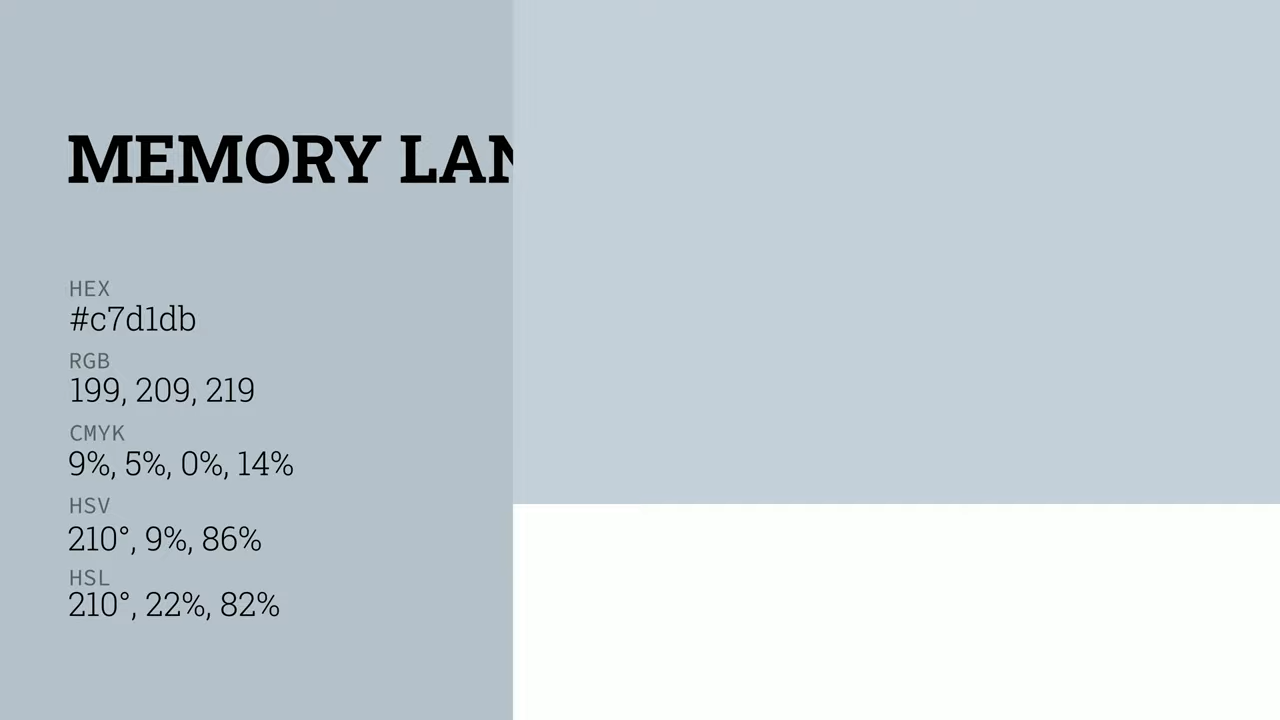 MEMORY LAN
HEX
#c7d1db
RGB
199, 209, 219
CMYK
9%, 5%, 0%, 14%
HSV
210°, 9%, 86%
HSL
210°, 22%, 82%